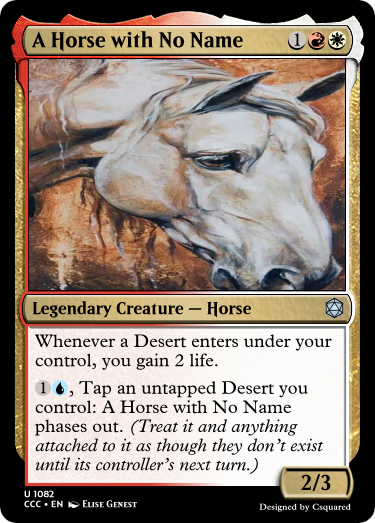 A Horse with No Name 1
Legendary Creature — Horse
Whenever a Desert enters under your
control, you gain 2 life.
1, Tap an untapped Desert you
control: A Horse with No Name
phases out. (Treat it and anything
attached to it as though they don't exist
until its controller's next turn.)
2/3
U 1082
CCC • EN Elise Genest
Designed by Csquared